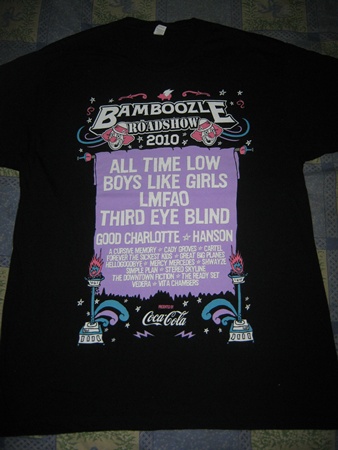 BAMBOOZLE
ROADSHOW
2010
ALL TIME LOW
BOYS LIKE GIRLS
LMFAO
THIRD EYE BLIND
GOOD CHARLOTTE ☆ HANSON
A CURSIVE MEMORY ☆ CADY GROVES ☆ CARTEL
FOREVER THE SICKEST KIDS ☆ GREAT BIG PLANES
HELLOGOODBYE ☆ MERCY MERCEDES ☆ SHWAYZE
SIMPLE PLAN ☆ STEREO SKYLINE
THE DOWNTOWN FICTION ☆ THE READY SET
VEDERA ☆ VITA CHAMBERS
PRESENTED BY
Coca-Cola